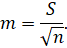 m = S/√n.